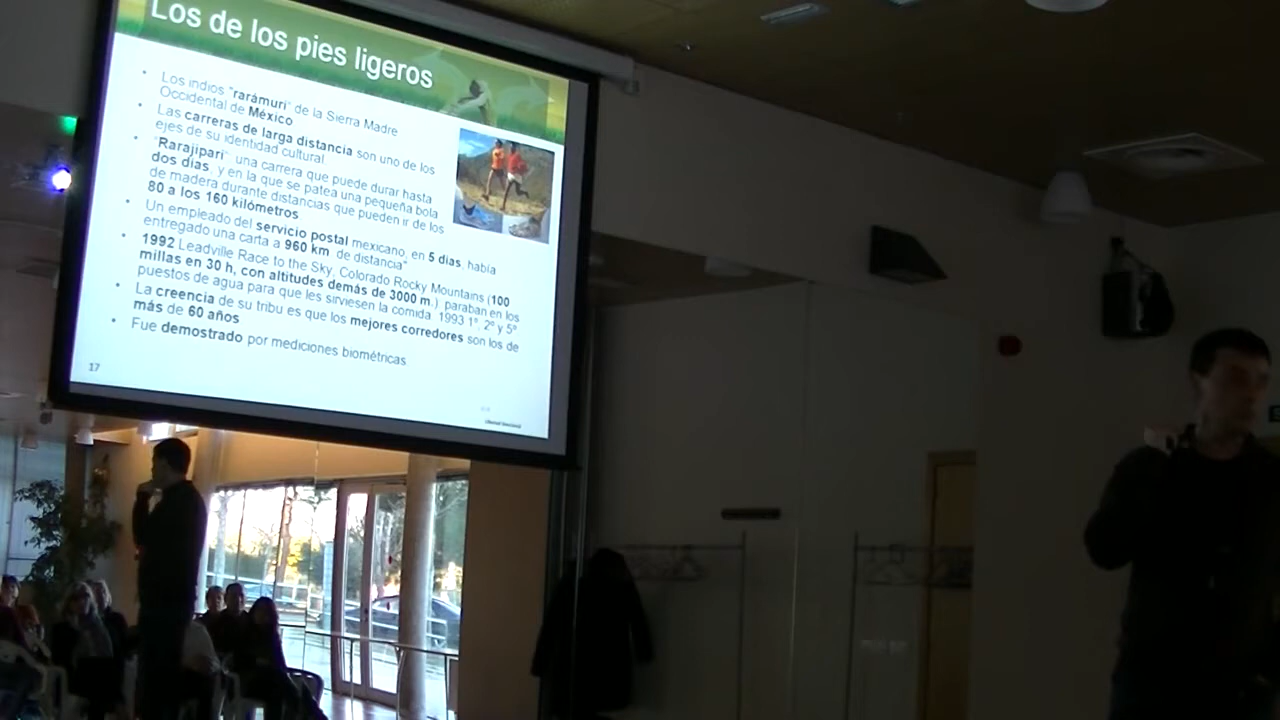 Los de los pies ligeros
• Los indios "rarámuri" de la Sierra Madre
Occidental de México
• Las carreras de larga distancia son uno de los
ejes de su identidad cultural
• "Rarajipari" una carrera que puede durar hasta
dos días, y en la que se patea una pequeña bola
de madera durante distancias que pueden ir de los
80 a los 160 kilómetros
• Un empleado del servicio postal mexicano, en 5 días, había
entregado una carta a 960 km de distancia"
• 1992 Leadville Race to the Sky, Colorado Rocky Mountains (100
millas en 30 h, con altitudes demás de 3000 m.) paraban en los
puestos de agua para que les sirviesen la comida 1993 1º, 2º y 5º
• La creencia de su tribu es que los mejores corredores son los de
más de 60 años
• Fue demostrado por mediciones biométricas
17